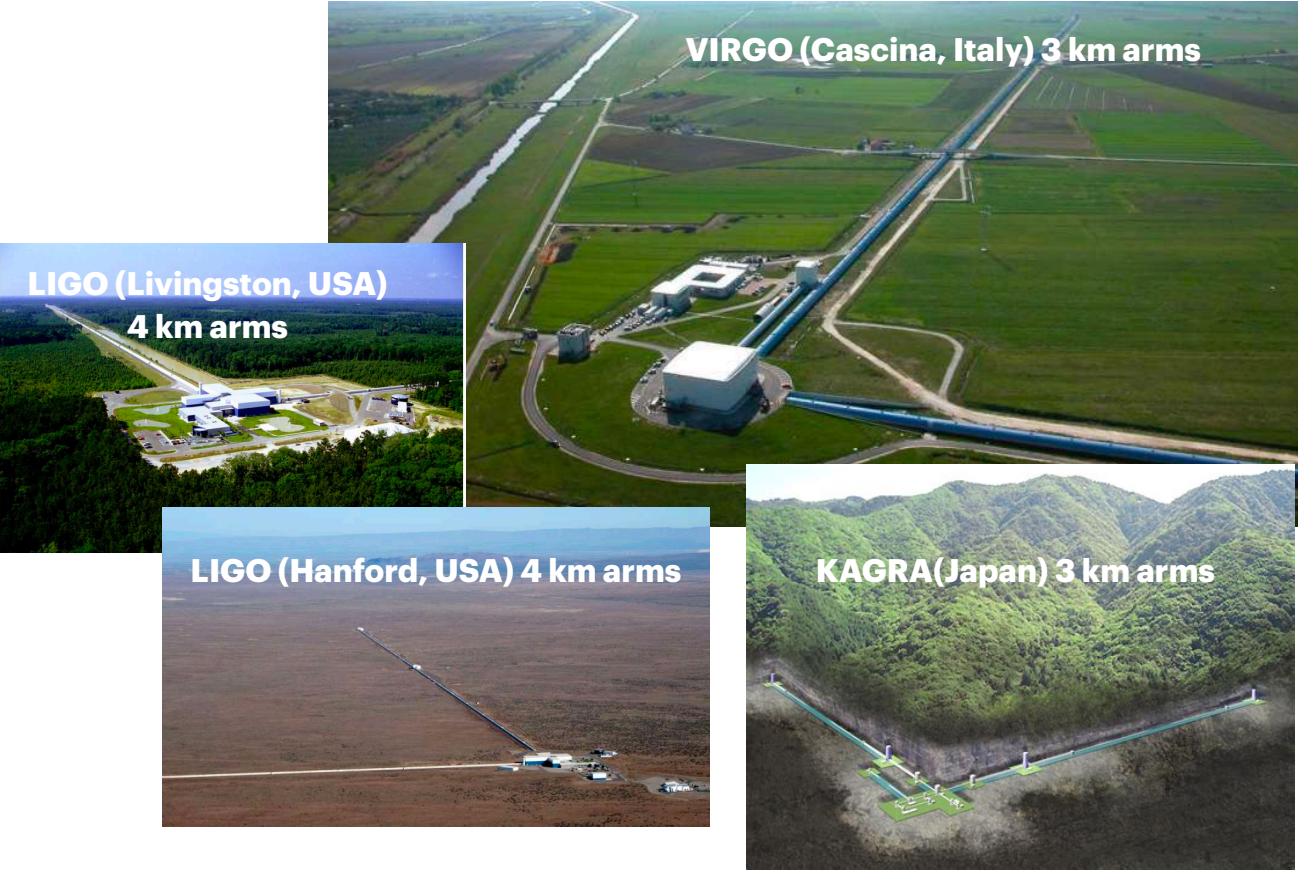 VIRGO (Cascina, Italy) 3 km arms
LIGO (Livingston, USA)
4 km arms
LIGO (Hanford, USA) 4 km arms
KAGRA(Japan) 3 km arms